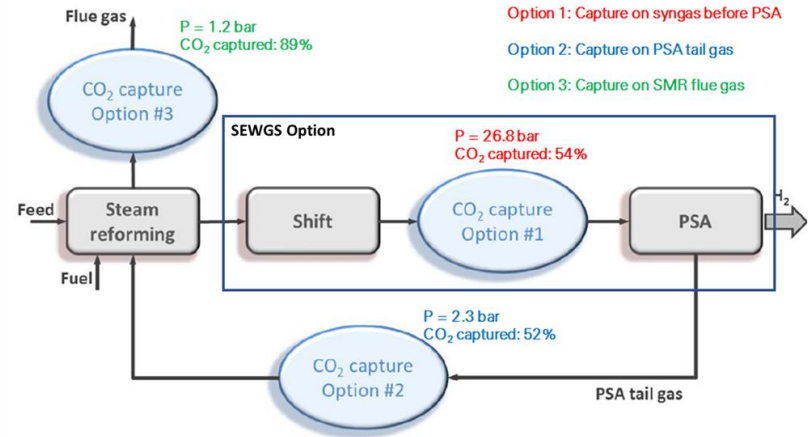 Flue gas
P = 1.2 bar
CO₂ captured: 89%
Option 1: Capture on syngas before PSA
Option 2: Capture on PSA tail gas
Option 3: Capture on SMR flue gas
CO₂ capture
Option #3
SEWGS Option
P = 26.8 bar
CO₂ captured: 54%
Feed
Steam
reforming
Shift
CO₂ capture
Option #1
PSA
H₂
Fuel
P = 2.3 bar
CO₂ captured: 52%
CO₂ capture
Option #2
PSA tail gas